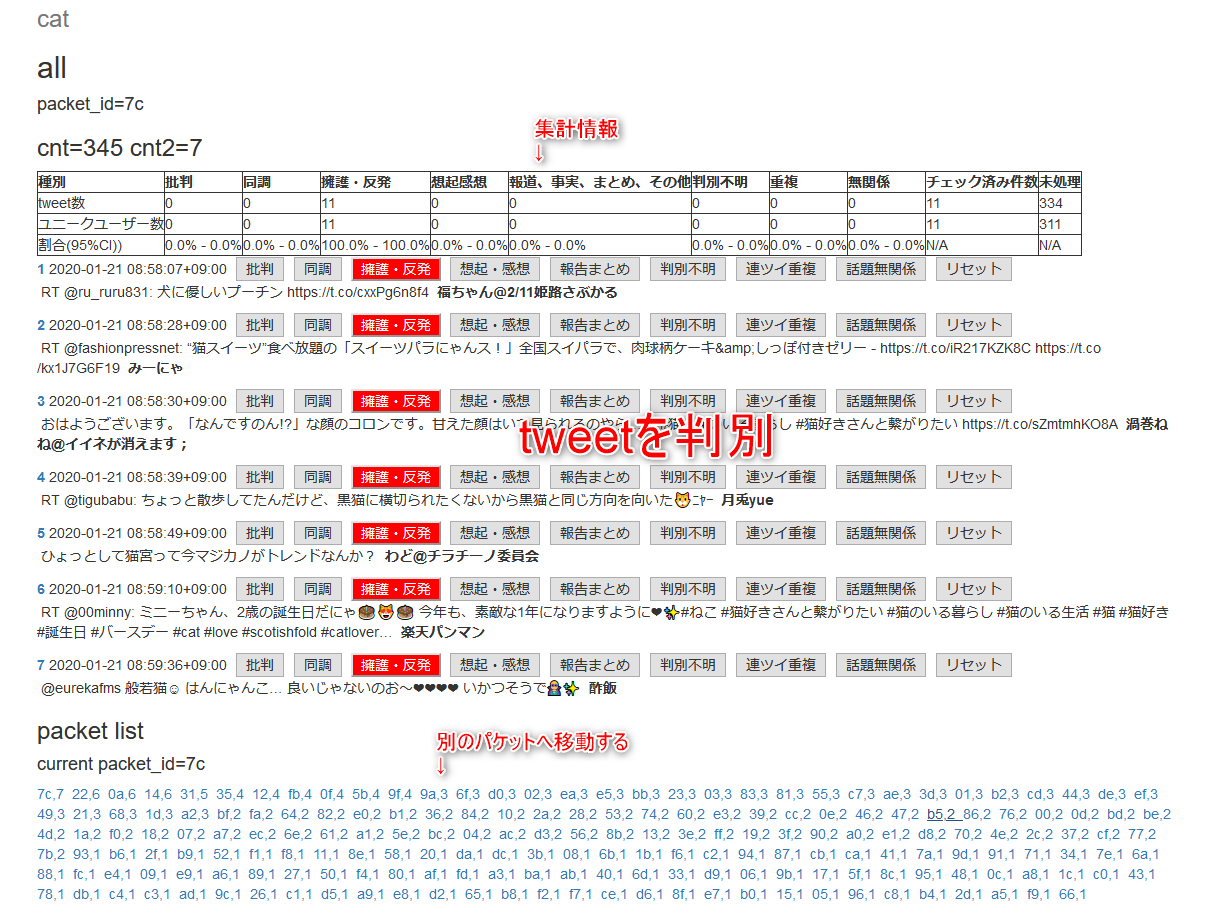 cat
all
packet_id=7c
集計情報
↓
cnt=345 cnt2=7
種別 批判 同調 擁護・反発 想起感想 報道、事実、まとめ、その他 判別不明 重複 無関係 チェック済み件数 未処理
tweet数 0 0 11 0 0 0 0 0 11 334
ユニークユーザー数 0 0 11 0 0 0 0 0 11 311
割合(95%CI)) 0.0% - 0.0% 0.0% - 0.0% 100.0% - 100.0% 0.0% - 0.0% 0.0% - 0.0% 0.0% - 0.0% 0.0% - 0.0% 0.0% - 0.0% N/A N/A
1 2020-01-21 08:58:07+09:00 批判 同調 擁護・反発 想起・感想 報告まとめ 判別不明 連ツイ重複 話題無関係 リセット
RT @ru_ruru831: 犬に優しいプーチン https://t.co/cxxPg6n8f4 福ちゃん@2/11姫路さぶかる
2 2020-01-21 08:58:28+09:00 批判 同調 擁護・反発 想起・感想 報告まとめ 判別不明 連ツイ重複 話題無関係 リセット
RT @fashionpressnet: “猫スイーツ”食べ放題の「スイーツパラにゃんス！」全国スイパラで、肉球柄ケーキ&amp;しっぽ付きゼリー - https://t.co/iR217KZK8C https://t.co
/kx1J7G6F19 みーにゃ
3 2020-01-21 08:58:30+09:00 批判 同調 擁護・反発 想起・感想 報告まとめ 判別不明 連ツイ重複 話題無関係 リセット
おはようございます。「なんですのん!?」な顔のコロンです。甘えた顔はいつ見られるのやら #猫好きさんと繋がりたい https://t.co/sZmtmhKO8A 渦巻ね
tweetを判別
ね@イイネが消えます；
4 2020-01-21 08:58:39+09:00 批判 同調 擁護・反発 想起・感想 報告まとめ 判別不明 連ツイ重複 話題無関係 リセット
RT @tigubabu: ちょっと散歩してたんだけど、黒猫に横切られたくないから黒猫と同じ方向を向いた🐱ﾆｬｰ 月兎yue
5 2020-01-21 08:58:49+09:00 批判 同調 擁護・反発 想起・感想 報告まとめ 判別不明 連ツイ重複 話題無関係 リセット
ひょっとして猫宮って今マジカノがトレンドなんか？ わど@チラチーノ委員会
6 2020-01-21 08:59:10+09:00 批判 同調 擁護・反発 想起・感想 報告まとめ 判別不明 連ツイ重複 話題無関係 リセット
RT @00minny: ミニーちゃん、2歳の誕生日だにゃ🎂😻🎂 今年も、素敵な1年になりますように❤✨#ねこ #猫好きさんと繋がりたい #猫のいる暮らし #猫のいる生活 #猫 #猫好き
#誕生日 #バースデー #cat #love #scotishfold #catlover… 楽天パンマン
7 2020-01-21 08:59:36+09:00 批判 同調 擁護・反発 想起・感想 報告まとめ 判別不明 連ツイ重複 話題無関係 リセット
@eurekafms 般若猫☺ はんにゃんこ… 良いじゃないのお〜❤❤❤❤ いかつそうで✨ 酢飯
packet list
別のパケットへ移動する
↓
current packet_id=7c
7c,7 22,6 0a,6 14,6 31,5 35,4 12,4 fb,4 0f,4 5b,4 9f,4 9a,3 6f,3 d0,3 02,3 ea,3 e5,3 bb,3 23,3 03,3 83,3 81,3 55,3 c7,3 ae,3 3d,3 01,3 b2,3 cd,3 44,3 de,3 ef,3
49,3 21,3 68,3 1d,3 a2,3 bf,2 fa,2 64,2 82,2 e0,2 b1,2 36,2 84,2 10,2 2a,2 28,2 53,2 74,2 60,2 e3,2 39,2 cc,2 0e,2 46,2 47,2 b5,2 86,2 76,2 00,2 0d,2 bd,2 be,2
4d,2 1a,2 f0,2 18,2 07,2 a7,2 ec,2 6e,2 61,2 a1,2 5e,2 bc,2 04,2 ac,2 d3,2 56,2 8b,2 13,2 3e,2 ff,2 19,2 3f,2 90,2 a0,2 e1,2 d8,2 70,2 4e,2 2c,2 37,2 cf,2 77,2
7b,2 93,1 b6,1 2f,1 b9,1 52,1 f1,1 f8,1 11,1 8e,1 58,1 20,1 da,1 dc,1 3b,1 08,1 6b,1 1b,1 f6,1 c2,1 94,1 87,1 cb,1 ca,1 41,1 7a,1 9d,1 91,1 71,1 34,1 7e,1 6a,1
88,1 fc,1 e4,1 09,1 e9,1 a6,1 89,1 27,1 50,1 f4,1 80,1 af,1 fd,1 a3,1 ba,1 ab,1 40,1 6d,1 33,1 d9,1 06,1 9b,1 17,1 5f,1 8c,1 95,1 48,1 0c,1 a8,1 1c,1 c0,1 43,1
78,1 db,1 c4,1 c3,1 ad,1 9c,1 26,1 c1,1 d5,1 a9,1 e8,1 d2,1 65,1 b8,1 f2,1 f7,1 ce,1 d6,1 8f,1 e7,1 b0,1 15,1 05,1 96,1 c8,1 b4,1 2d,1 a5,1 f9,1 66,1